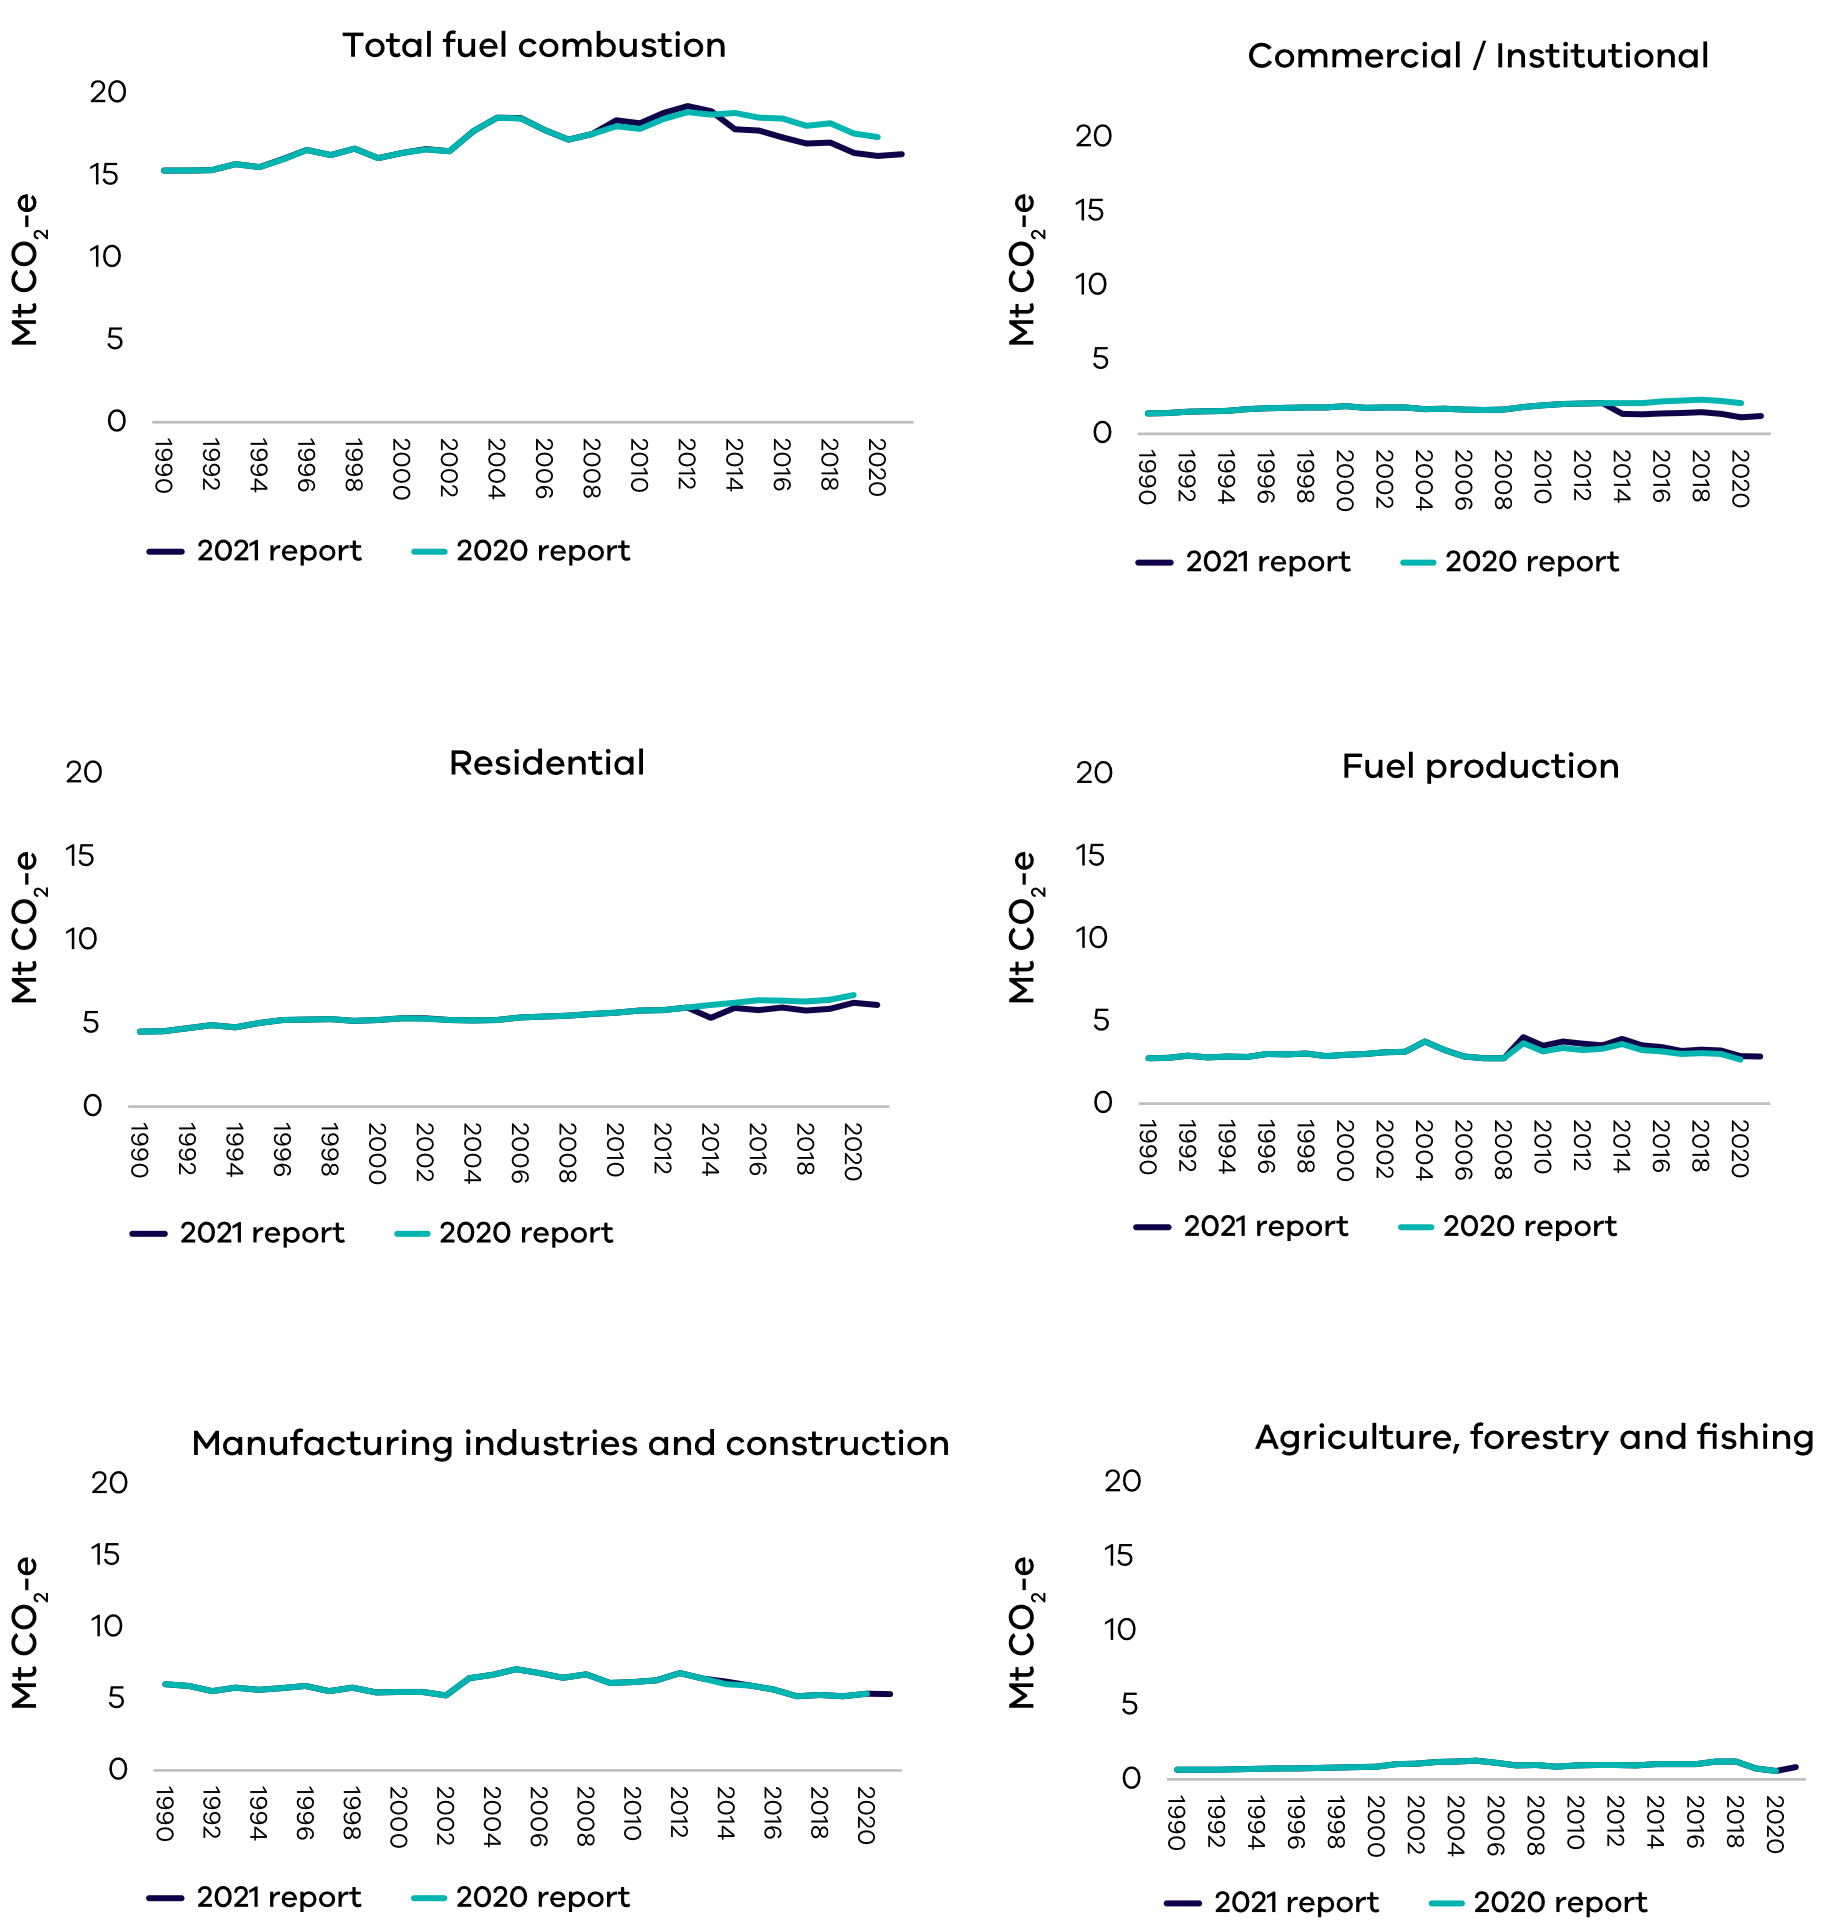 Total fuel combustion
Mt CO₂-e
20
15
10
5
0
1990 1992 1994 1996 1998 2000 2002 2004 2006 2008 2010 2012 2014 2016 2018 2020
2021 report 2020 report
Commercial / Institutional
Mt CO₂-e
20
15
10
5
0
1990 1992 1994 1996 1998 2000 2002 2004 2006 2008 2010 2012 2014 2016 2018 2020
2021 report 2020 report
Residential
Mt CO₂-e
20
15
10
5
0
1990 1992 1994 1996 1998 2000 2002 2004 2006 2008 2010 2012 2014 2016 2018 2020
2021 report 2020 report
Fuel production
Mt CO₂-e
20
15
10
5
0
1990 1992 1994 1996 1998 2000 2002 2004 2006 2008 2010 2012 2014 2016 2018 2020
2021 report 2020 report
Manufacturing industries and construction
Mt CO₂-e
20
15
10
5
0
1990 1992 1994 1996 1998 2000 2002 2004 2006 2008 2010 2012 2014 2016 2018 2020
2021 report 2020 report
Agriculture, forestry and fishing
Mt CO₂-e
20
15
10
5
0
1990 1992 1994 1996 1998 2000 2002 2004 2006 2008 2010 2012 2014 2016 2018 2020
2021 report 2020 report